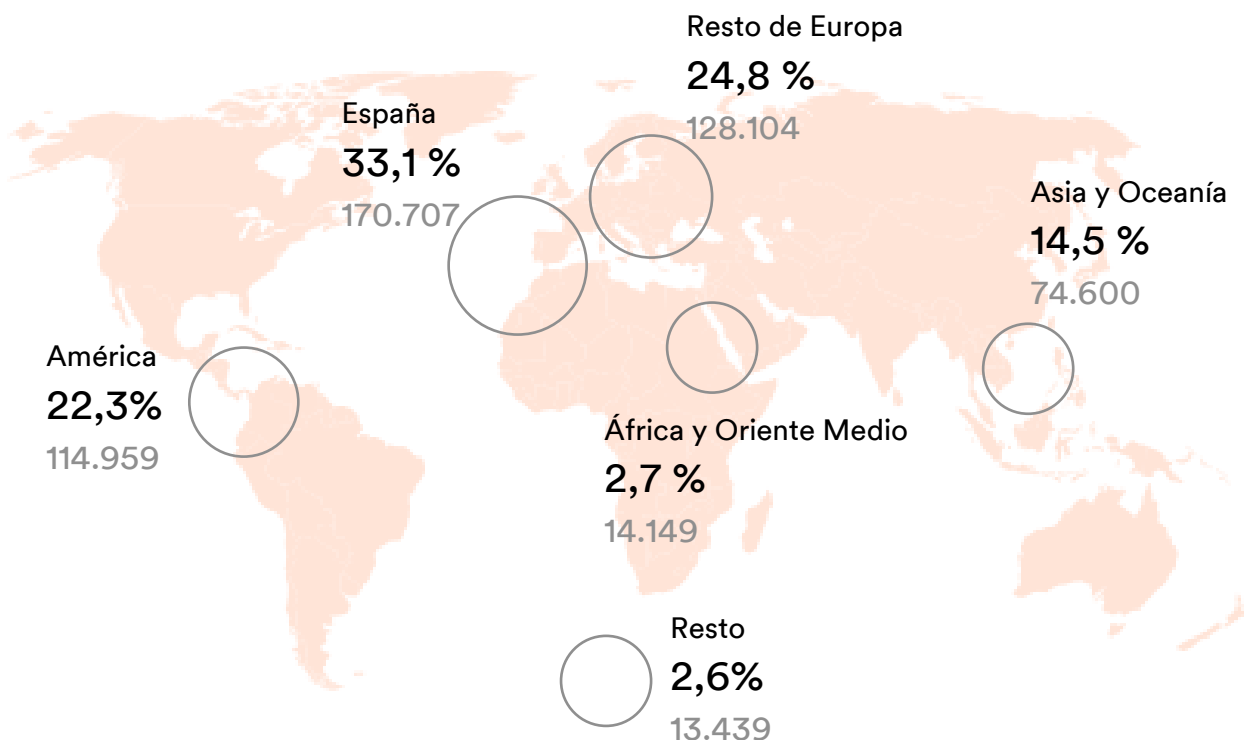 Resto de Europa
24,8 %
128.104
España
33,1 %
170.707
Asia y Oceanía
14,5 %
74.600
América
22,3%
114.959
África y Oriente Medio
2,7 %
14.149
Resto
2,6%
13.439